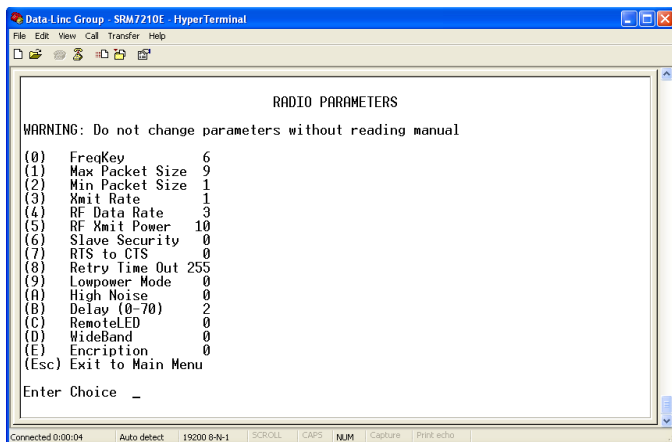 Data-Linc Group - SRM7210E - HyperTerminal
File Edit View Call Transfer Help
RADIO PARAMETERS
WARNING: Do not change parameters without reading manual
(0) FreqKey 6
(1) Max Packet Size 9
(2) Min Packet Size 1
(3) Xmit Rate 1
(4) RF Data Rate 3
(5) RF Xmit Power 10
(6) Slave Security 0
(7) RTS to CTS 0
(8) Retry Time Out 255
(9) Lowpower Mode 0
(A) High Noise 0
(B) Delay (0-70) 2
(C) RemoteLED 0
(D) WideBand 0
(E) Encription 0
(Esc) Exit to Main Menu
Enter Choice _
Connected 0:00:04 Auto detect 19200 8-N-1 SCROLL CAPS NUM Capture Print echo